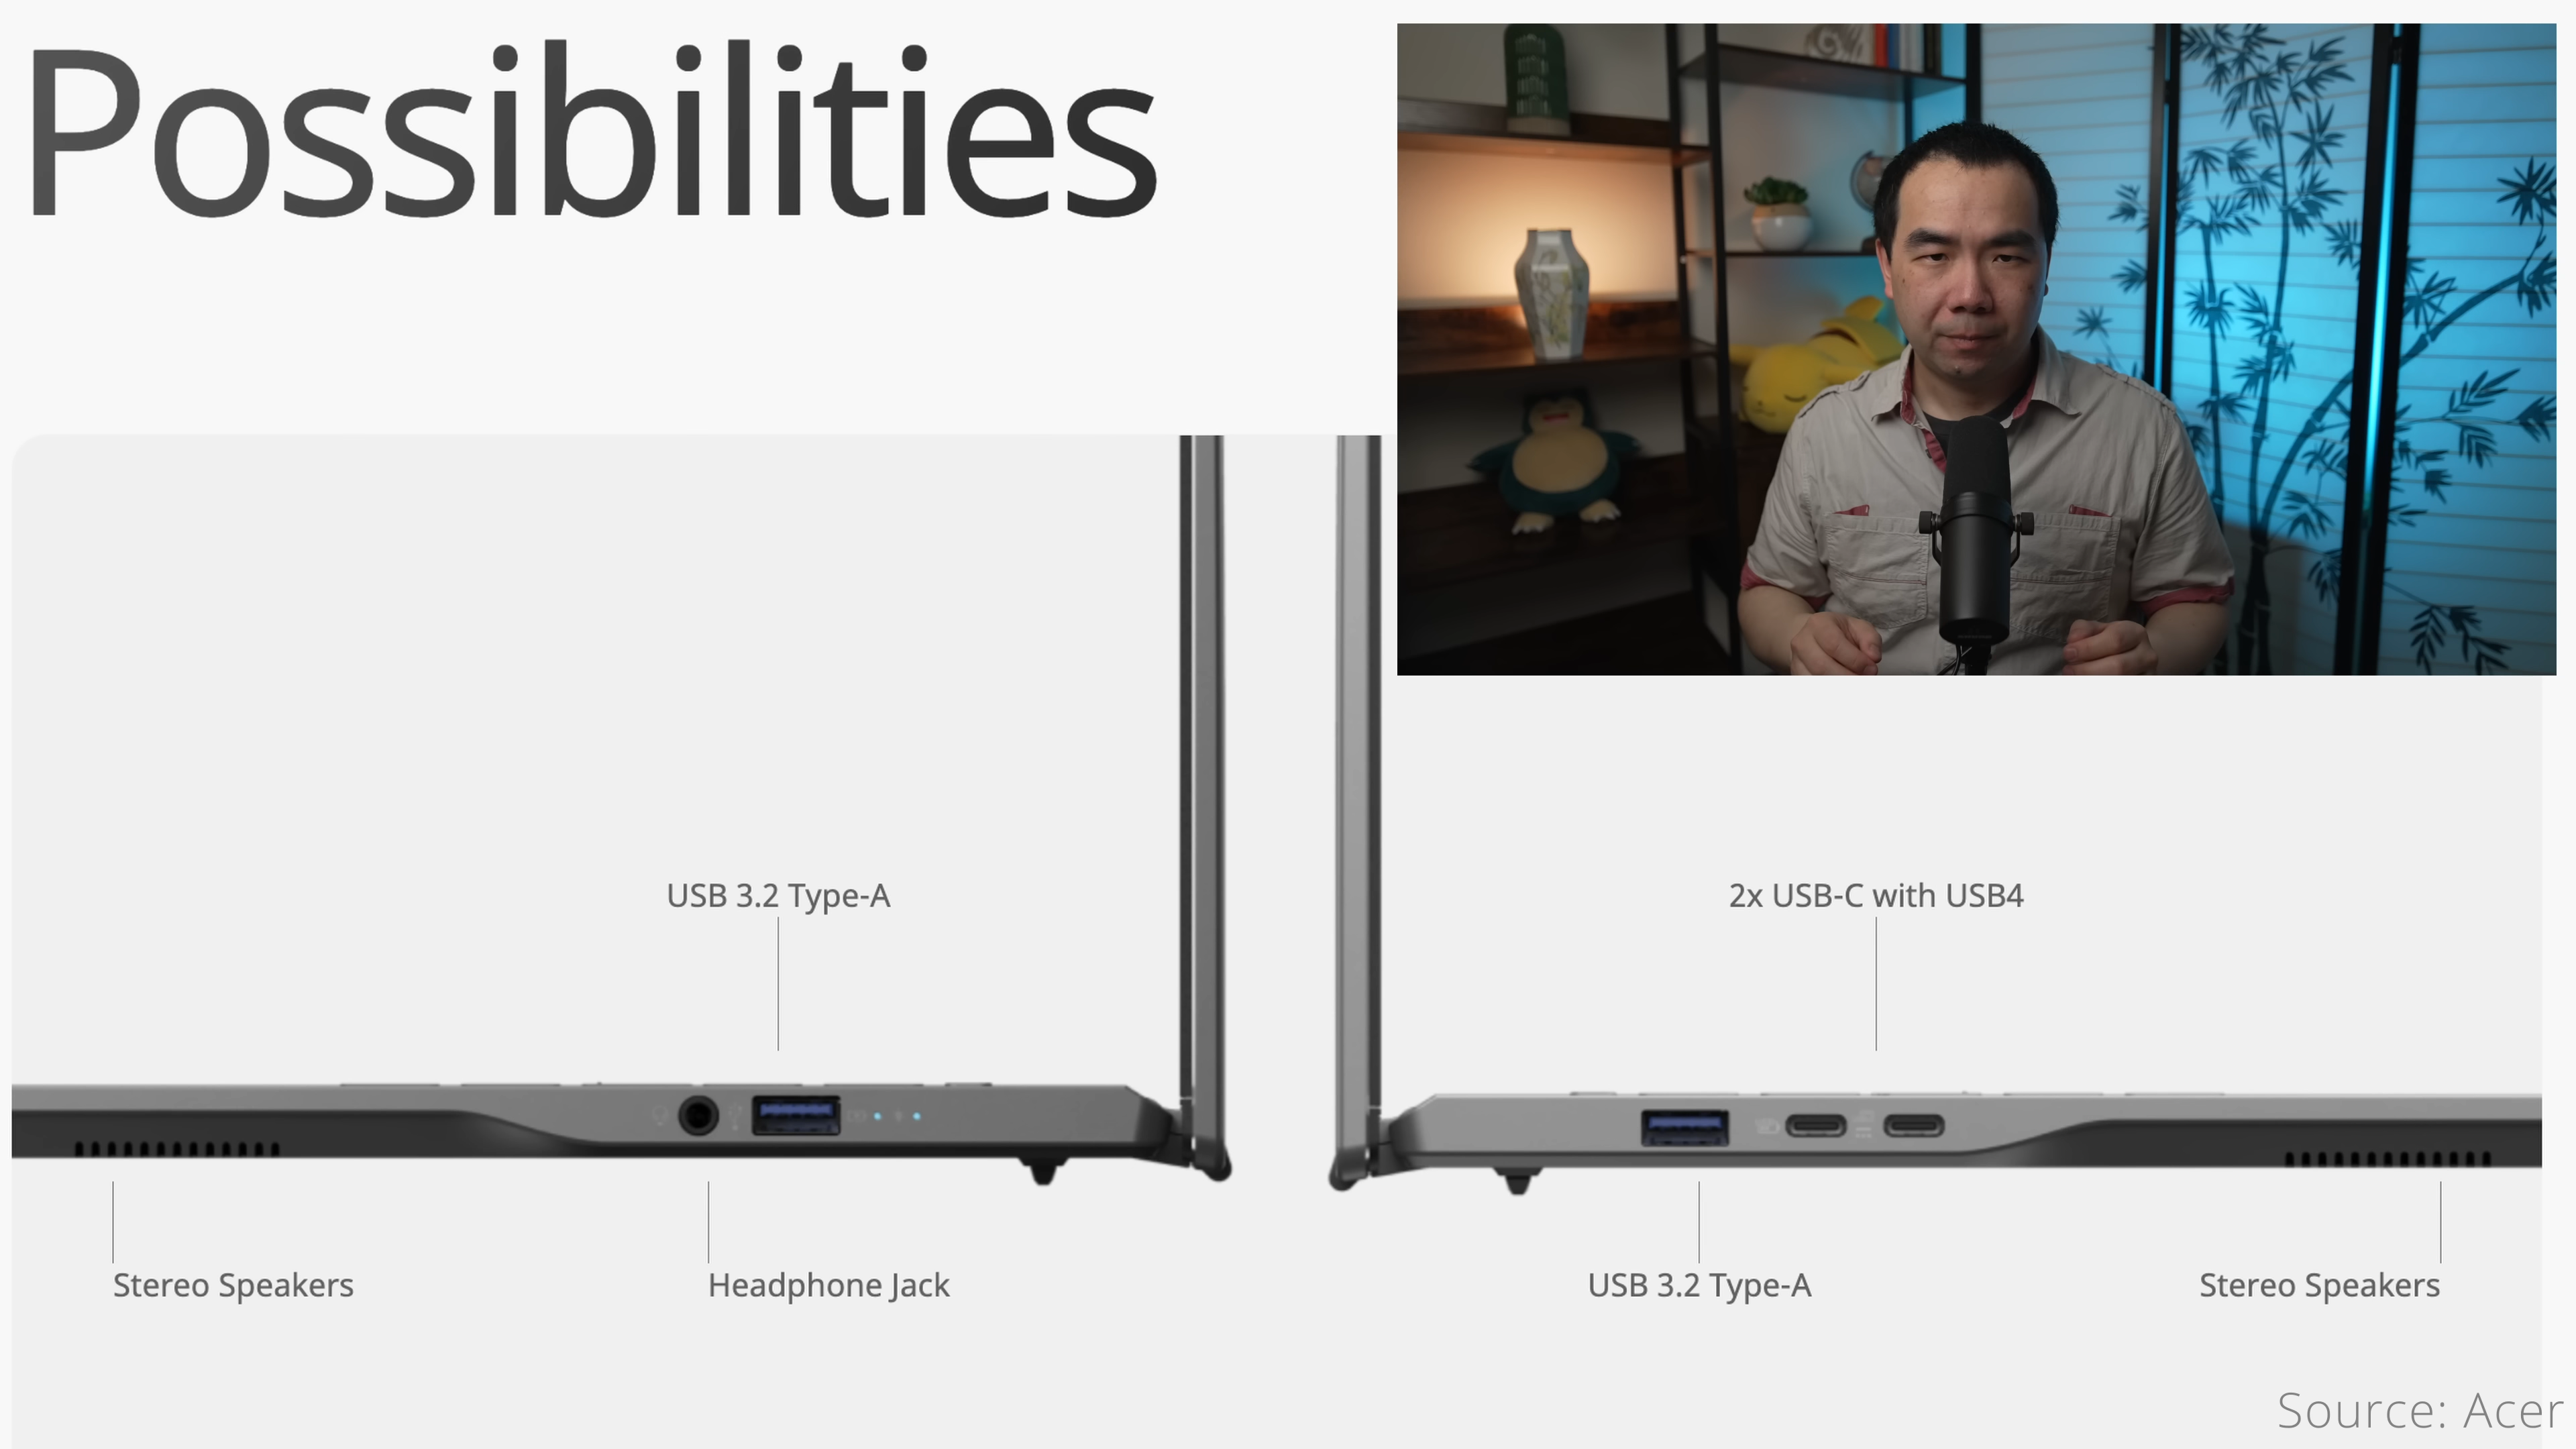 Possibilities
USB 3.2 Type-A
2x USB-C with USB4
Stereo Speakers
Headphone Jack
USB 3.2 Type-A
Stereo Speakers
Source: Acer